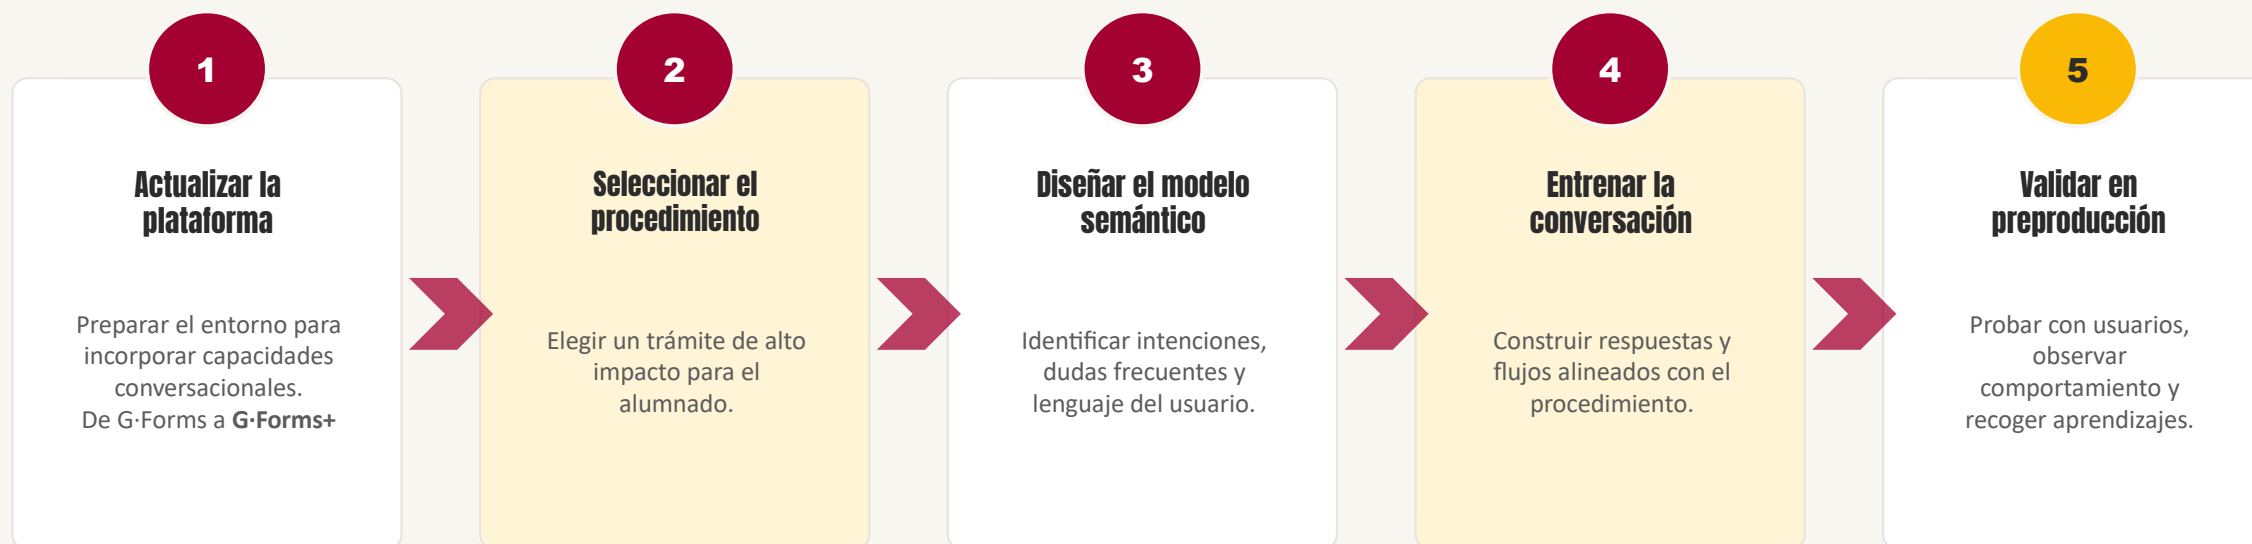 1
Actualizar la
plataforma
Preparar el entorno para
incorporar capacidades
conversacionales.
De G·Forms a G·Forms+
2
Seleccionar el
procedimiento
Elegir un trámite de alto
impacto para el
alumnado.
3
Diseñar el modelo
semántico
Identificar intenciones,
dudas frecuentes y
lenguaje del usuario.
4
Entrenar la
conversación
Construir respuestas y
flujos alineados con el
procedimiento.
5
Validar en
preproducción
Probar con usuarios,
observar
comportamiento y
recoger aprendizajes.